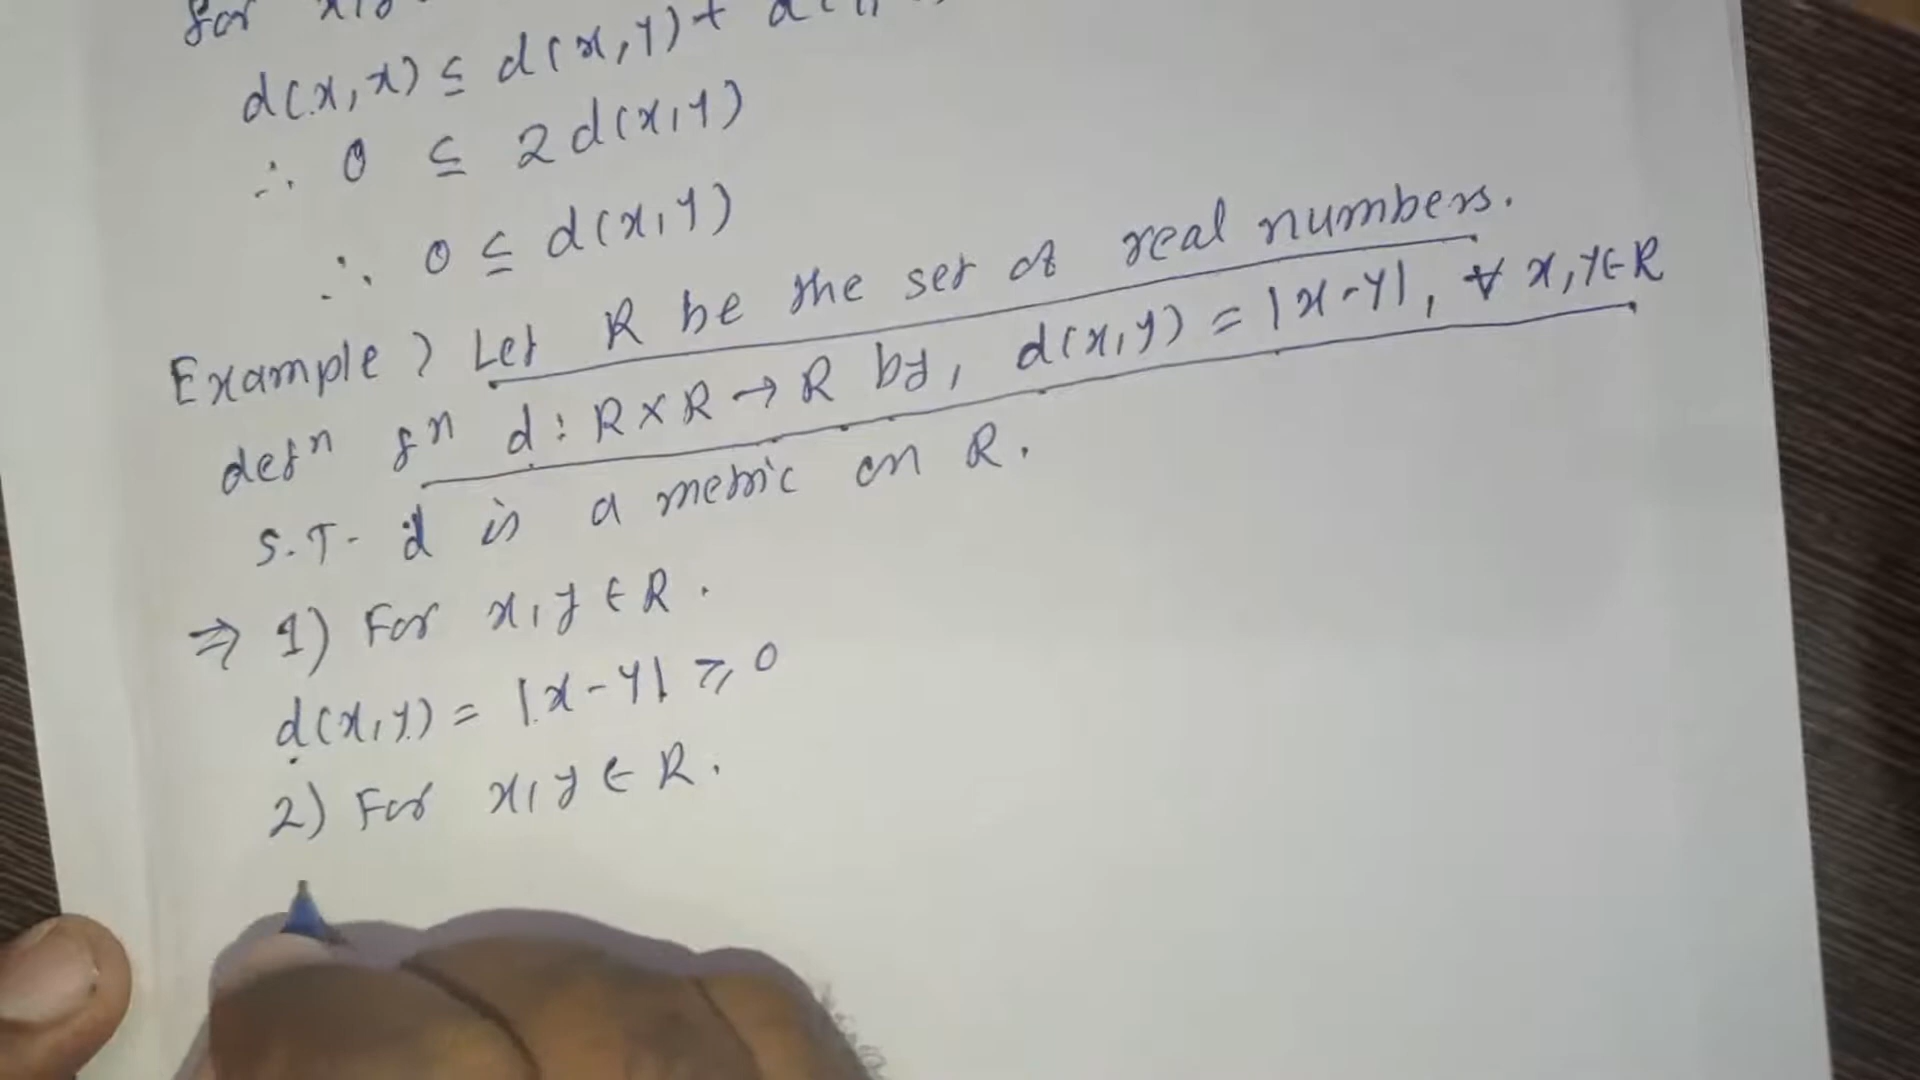 for x,y
d(x,x) ≤ d(x,y) + d(
∴ 0 ≤ 2d(x,y)
∴ 0 ≤ d(x,y)
Example) Let R be the set of real numbers.
defⁿ fⁿ d : R×R → R by, d(x,y) = |x-y|, ∀ x,y∈R
S.T. d is a metric on R.
⇒ 1) For x,y ∈ R.
d(x,y) = |x-y| ≥ 0
2) For x,y ∈ R.